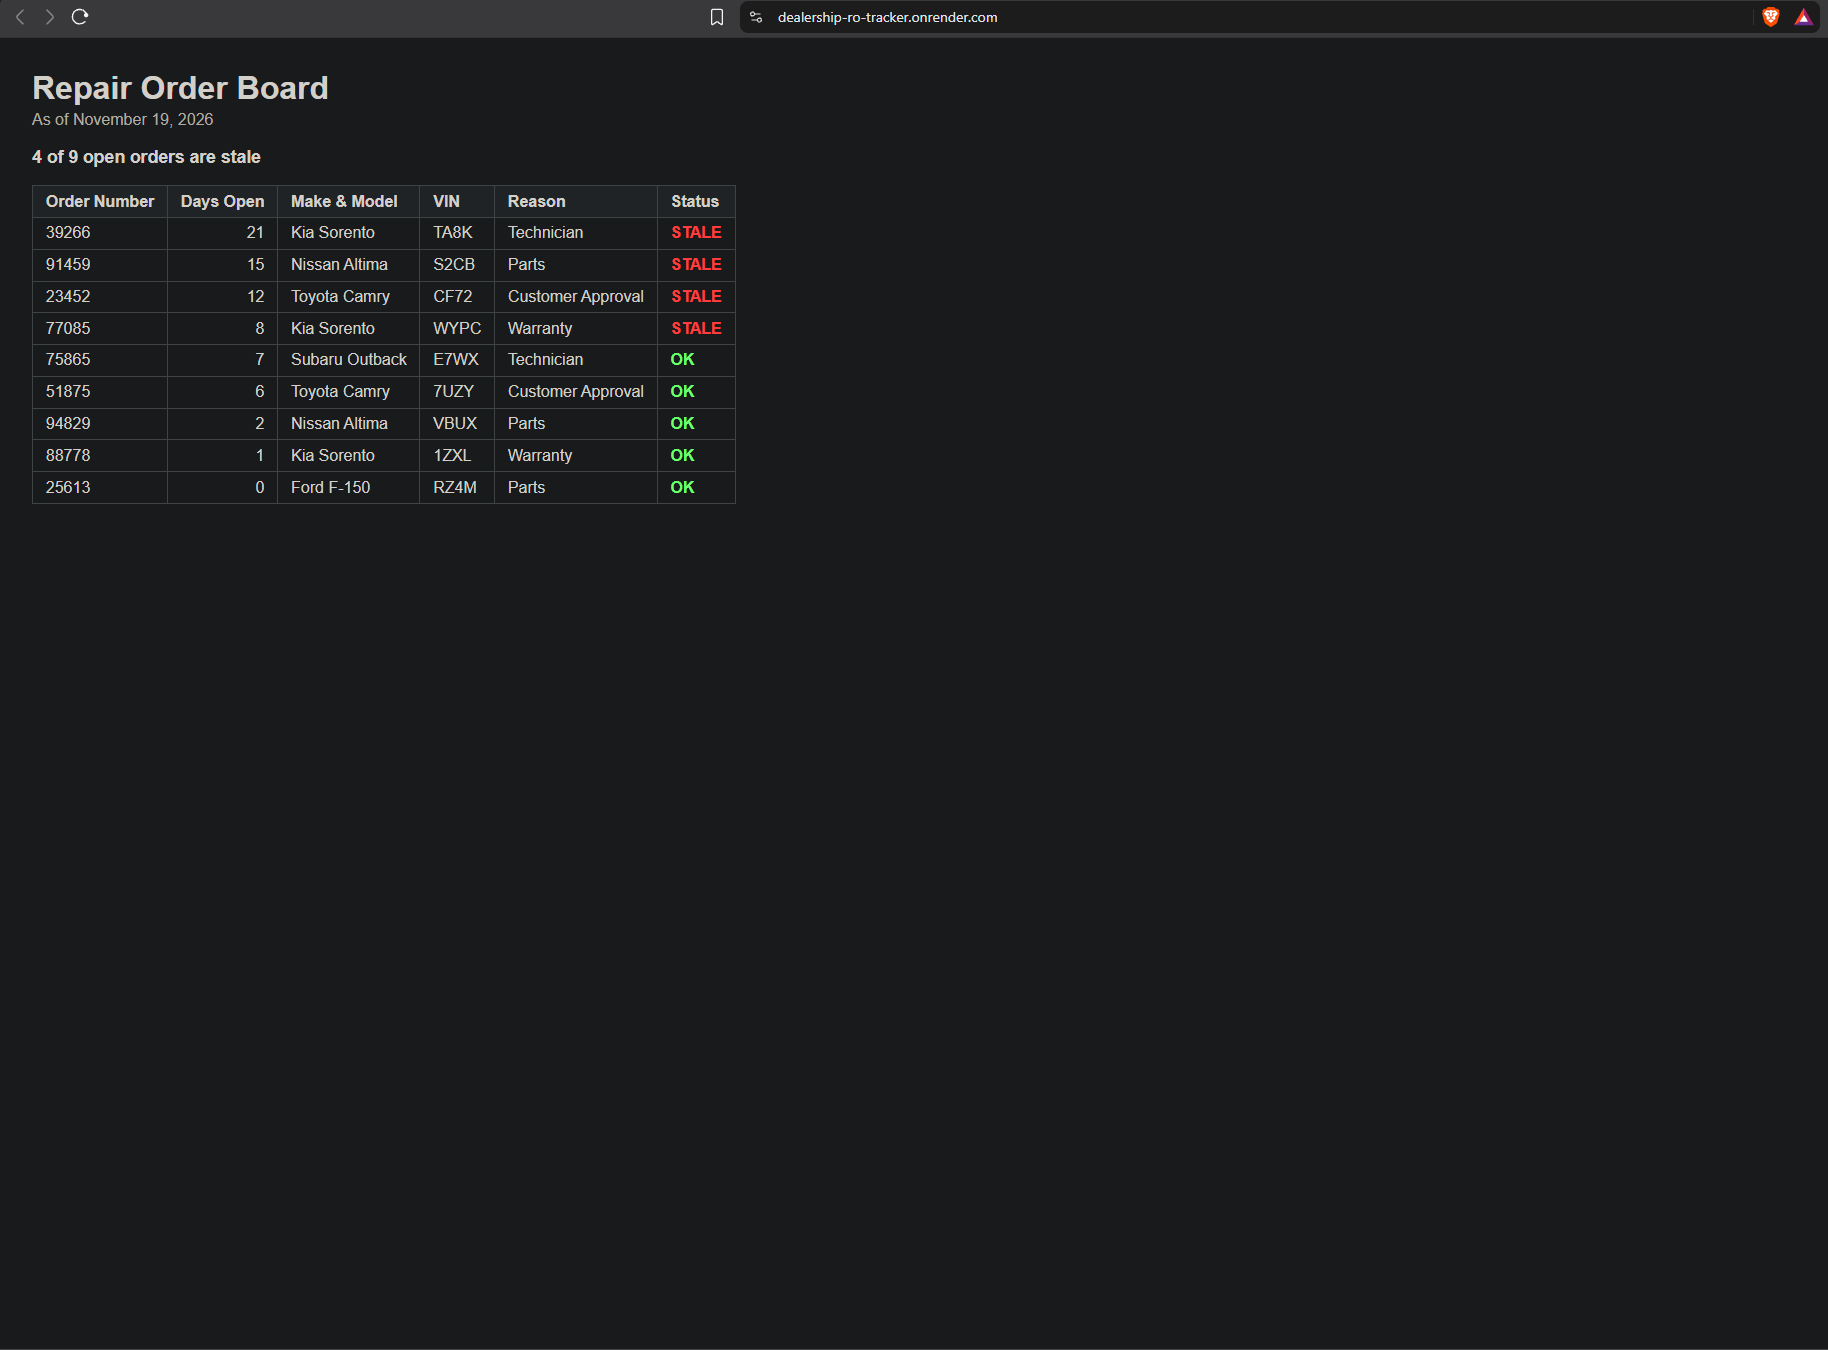 dealership-ro-tracker.onrender.com
Repair Order Board
As of November 19, 2026
4 of 9 open orders are stale
Order Number Days Open Make & Model VIN Reason Status
39266 21 Kia Sorento TA8K Technician STALE
91459 15 Nissan Altima S2CB Parts STALE
23452 12 Toyota Camry CF72 Customer Approval STALE
77085 8 Kia Sorento WYPC Warranty STALE
75865 7 Subaru Outback E7WX Technician OK
51875 6 Toyota Camry 7UZY Customer Approval OK
94829 2 Nissan Altima VBUX Parts OK
88778 1 Kia Sorento 1ZXL Warranty OK
25613 0 Ford F-150 RZ4M Parts OK